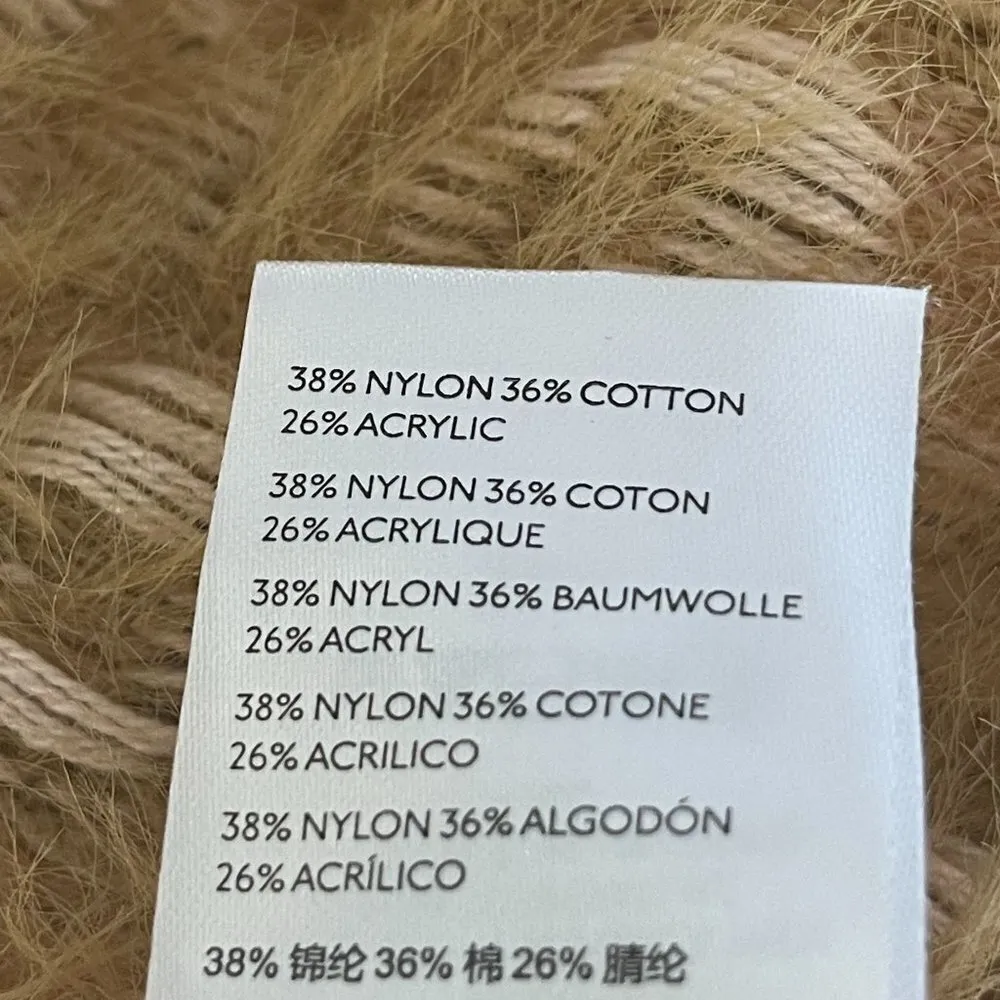 38% NYLON 36% COTTON
26% ACRYLIC
38% NYLON 36% COTON
26% ACRYLIQUE
38% NYLON 36% BAUMWOLLE
26% ACRYL
38% NYLON 36% COTONE
26% ACRILICO
38% NYLON 36% ALGODÓN
26% ACRÍLICO
38% 锦纶 36% 棉 26% 腈纶